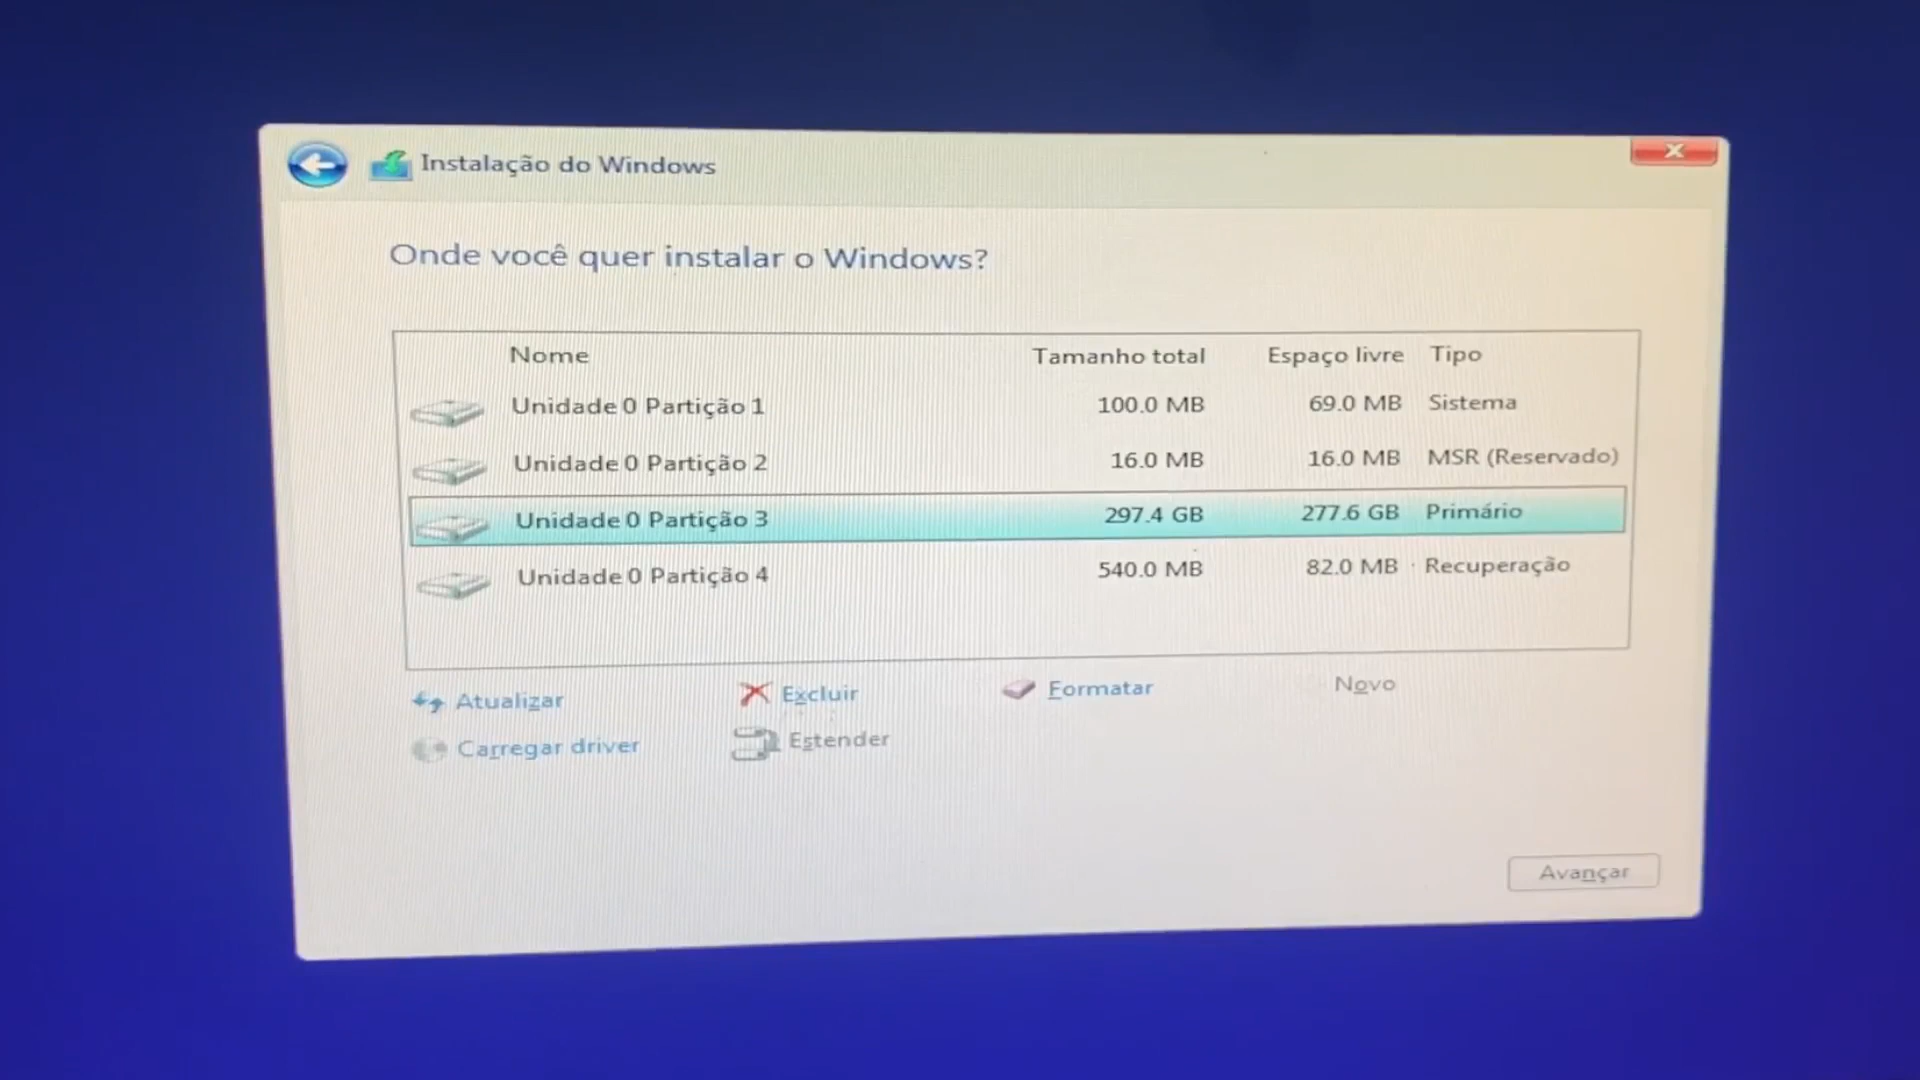 Instalação do Windows
Onde você quer instalar o Windows?
Nome Tamanho total Espaço livre Tipo
Unidade 0 Partição 1 100.0 MB 69.0 MB Sistema
Unidade 0 Partição 2 16.0 MB 16.0 MB MSR (Reservado)
Unidade 0 Partição 3 297.4 GB 277.6 GB Primário
Unidade 0 Partição 4 540.0 MB 82.0 MB Recuperação
Atualizar Excluir Formatar Novo
Carregar driver Estender
Avançar